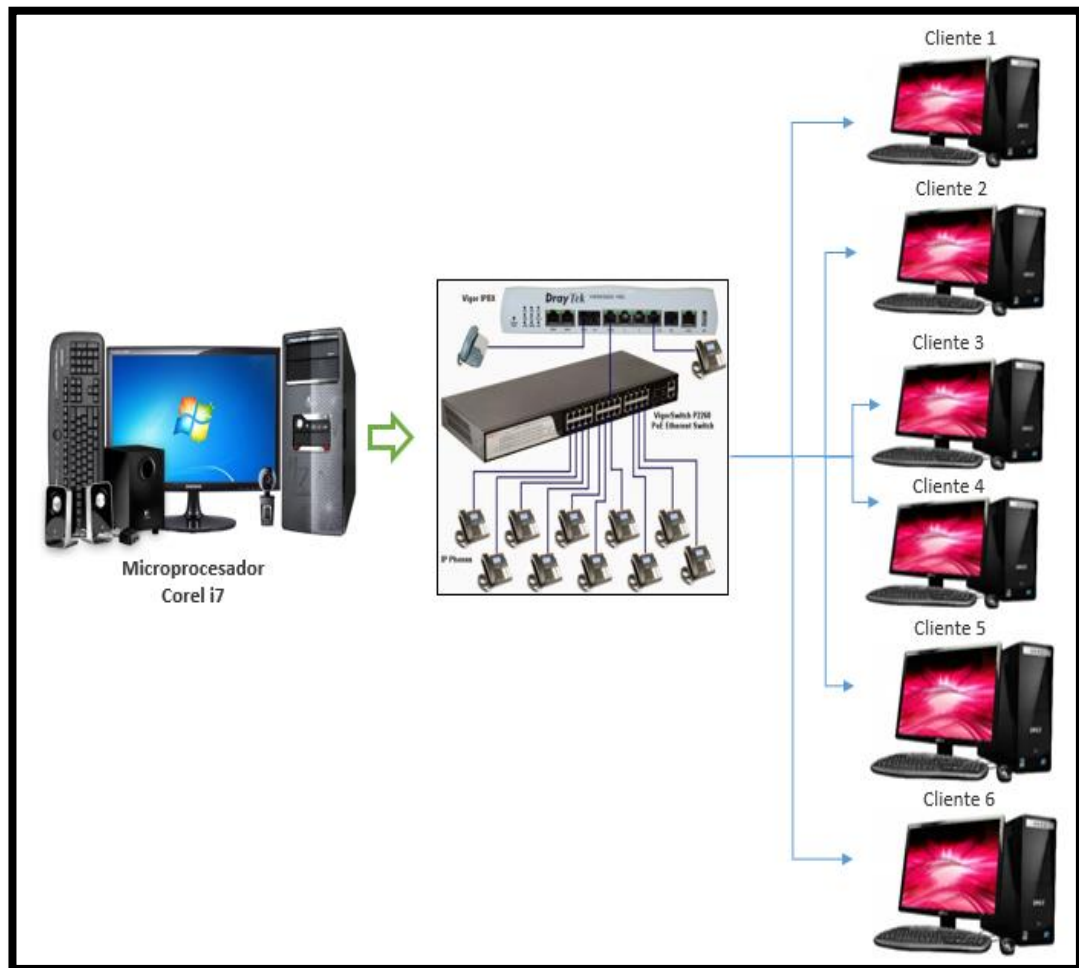 Cliente 1
Cliente 2
Cliente 3
Cliente 4
Cliente 5
Cliente 6
Vigor IPBX
DrayTek
VigorSwitch P2260
PoE Ethernet Switch
IP Phones
Microprocesador
Corel i7